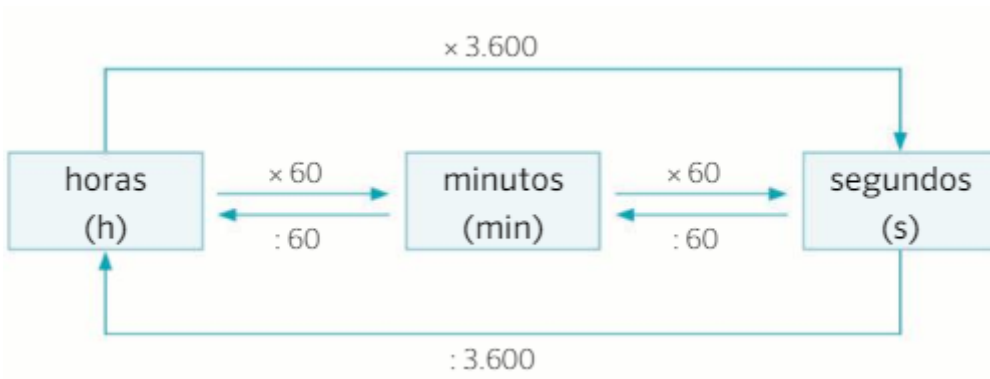 × 3.600
horas
(h)
× 60
: 60
minutos
(min)
× 60
: 60
segundos
(s)
: 3.600